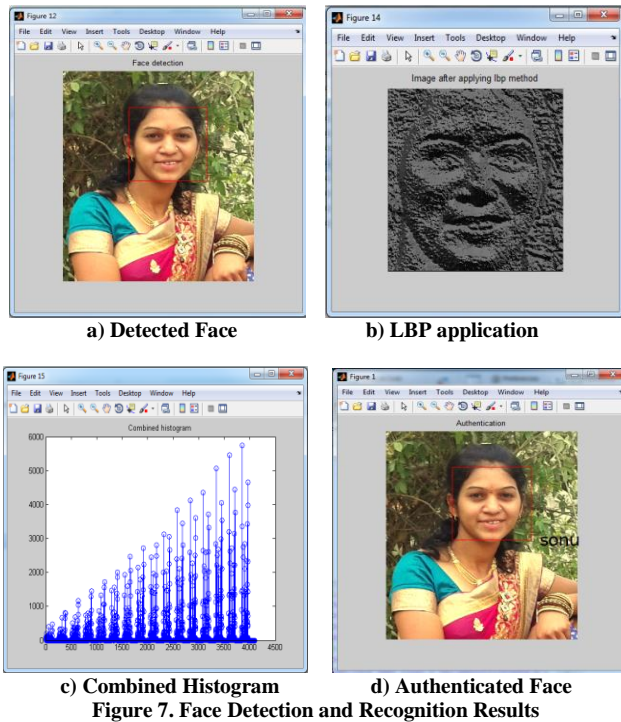 Figure 12
File Edit View Insert Tools Desktop Window Help
Face detection
a) Detected Face
Figure 14
File Edit View Insert Tools Desktop Window Help
Image after applying lbp method
b) LBP application
Figure 15
File Edit View Insert Tools Desktop Window Help
Combined histogram
6000
5000
4000
3000
2000
1000
0
0 500 1000 1500 2000 2500 3000 3500 4000 4500
c) Combined Histogram
Figure 1
File Edit View Insert Tools Desktop Window Help
Authentication
sonu
d) Authenticated Face
Figure 7. Face Detection and Recognition Results